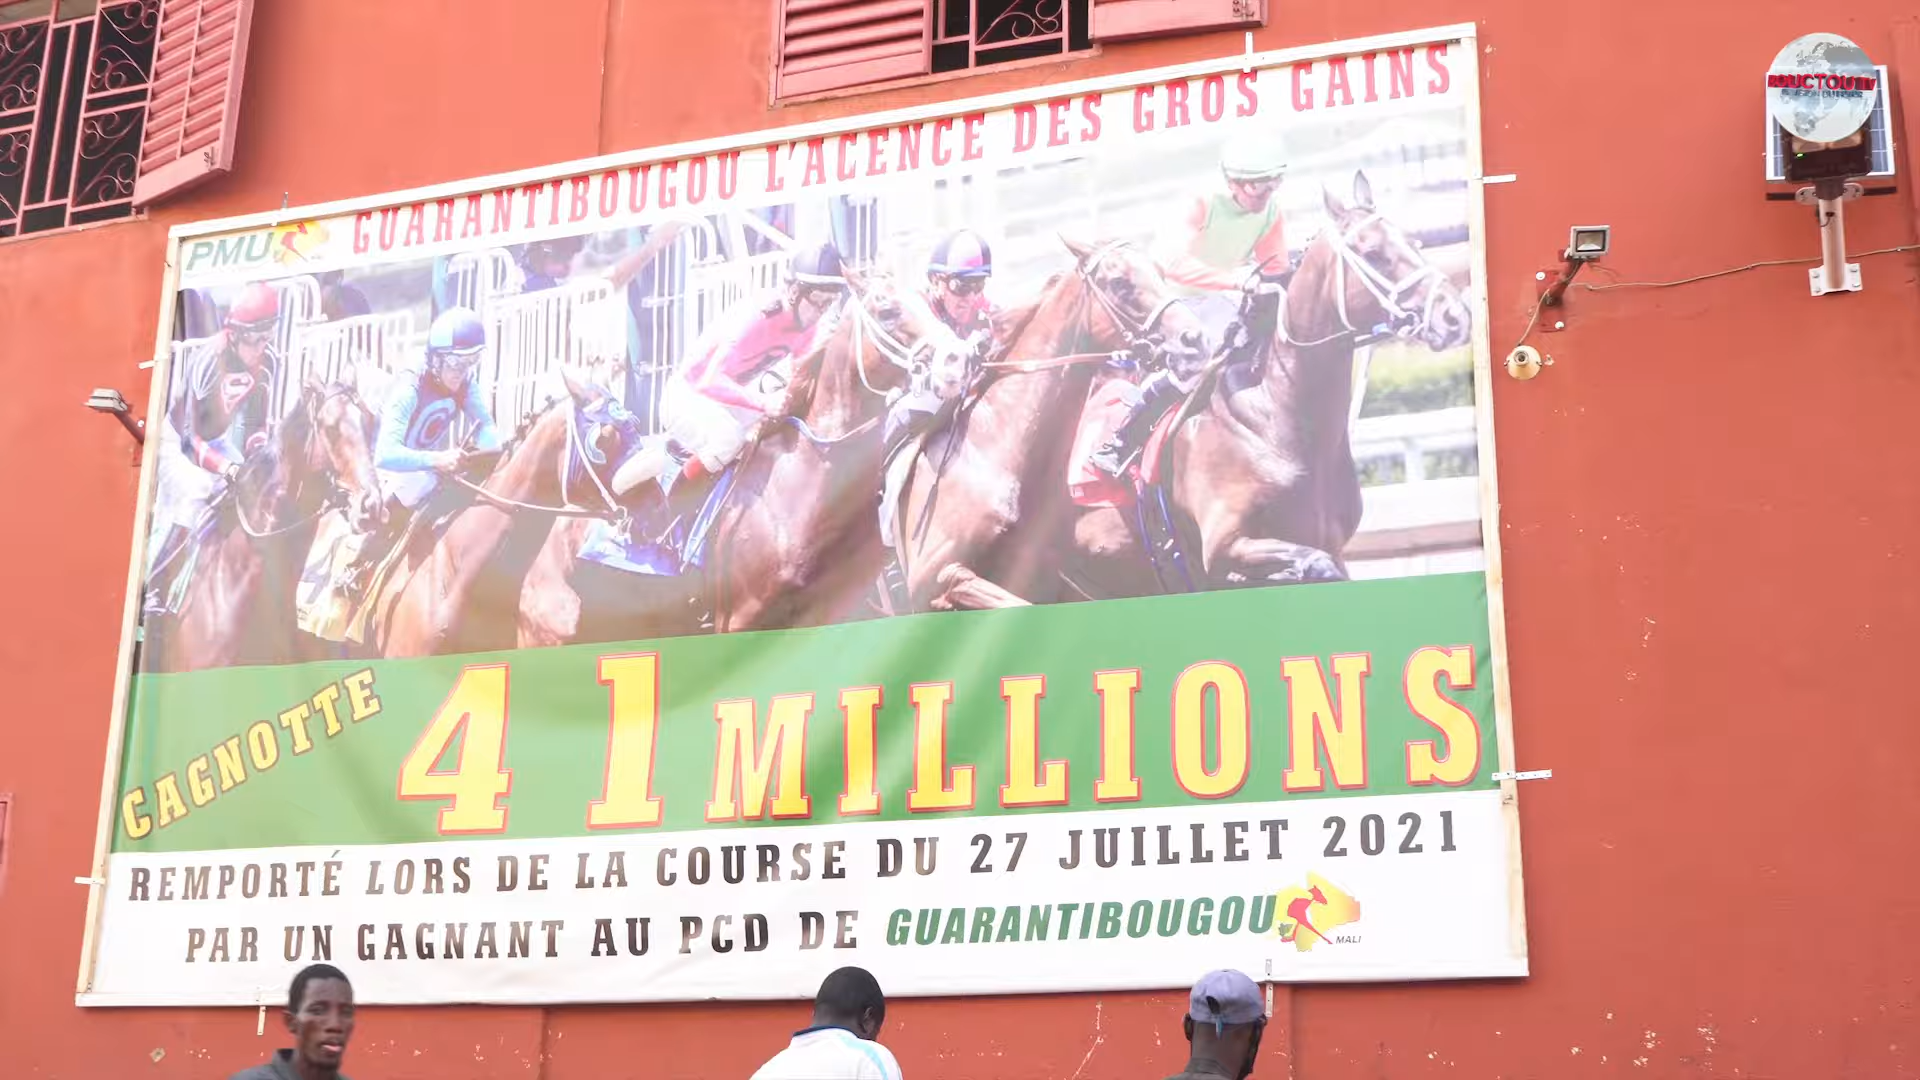 GUARANTIBOUGOU L'AGENCE DES GROS GAINS
PMU
CAGNOTTE 41 MILLIONS
REMPORTÉ LORS DE LA COURSE DU 27 JUILLET 2021
PAR UN GAGNANT AU PCD DE GUARANTIBOUGOU
MALI